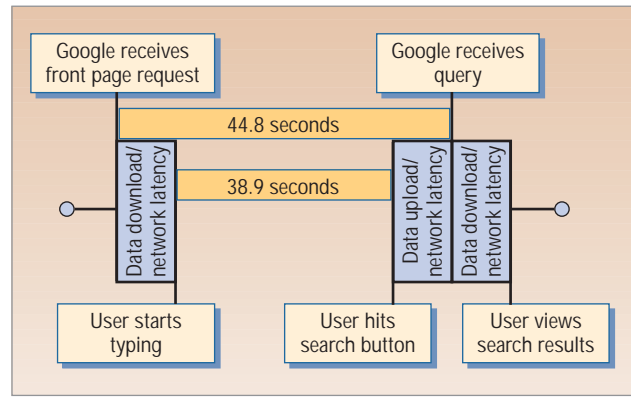 Google receives
front page request
Google receives
query
44.8 seconds
38.9 seconds
Data download/
network latency
Data upload/
network latency
Data download/
network latency
User starts
typing
User hits
search button
User views
search results